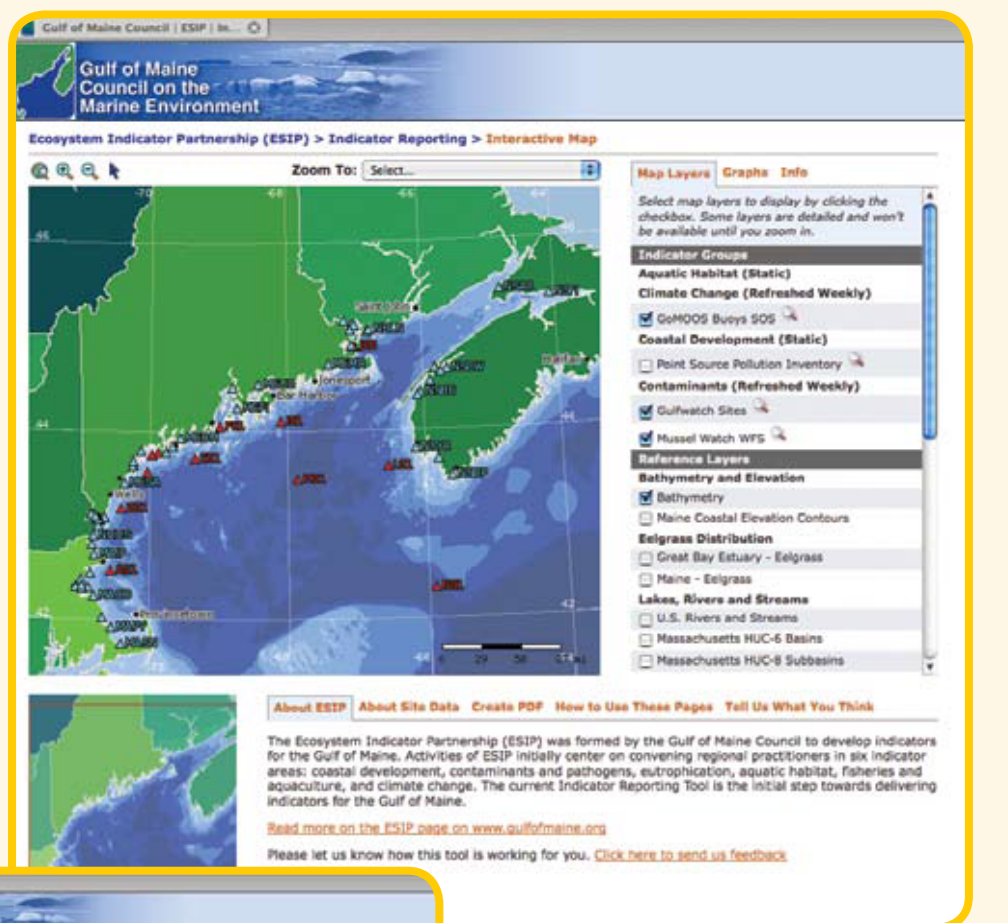 Gulf of Maine Council | ESIP | In...
Gulf of Maine
Council on the
Marine Environment
Ecosystem Indicator Partnership (ESIP) > Indicator Reporting > Interactive Map
Zoom To: Select...
Map Layers Graphs Info
Select map layers to display by clicking the
checkbox. Some layers are detailed and won't
be available until you zoom in.
Indicator Groups
Aquatic Habitat (Static)
Climate Change (Refreshed Weekly)
GoMOOS Buoys SOS
Coastal Development (Static)
Point Source Pollution Inventory
Contaminants (Refreshed Weekly)
Gulfwatch Sites
Mussel Watch WFS
Reference Layers
Bathymetry and Elevation
Bathymetry
Maine Coastal Elevation Contours
Eelgrass Distribution
Great Bay Estuary - Eelgrass
Maine - Eelgrass
Lakes, Rivers and Streams
U.S. Rivers and Streams
Massachusetts HUC-6 Basins
Massachusetts HUC-8 Subbasins
-70 -68
46
Saint John
Halifax
Jonesport
Bar Harbor
44
Wells
42
Provincetown
About ESIP About Site Data Create PDF How to Use These Pages Tell Us What You Think
The Ecosystem Indicator Partnership (ESIP) was formed by the Gulf of Maine Council to develop indicators
for the Gulf of Maine. Activities of ESIP initially center on convening regional practitioners in six indicator
areas: coastal development, contaminants and pathogens, eutrophication, aquatic habitat, fisheries and
aquaculture, and climate change. The current Indicator Reporting Tool is the initial step towards delivering
indicators for the Gulf of Maine.
Read more on the ESIP page on www.gulfofmaine.org
Please let us know how this tool is working for you. Click here to send us feedback